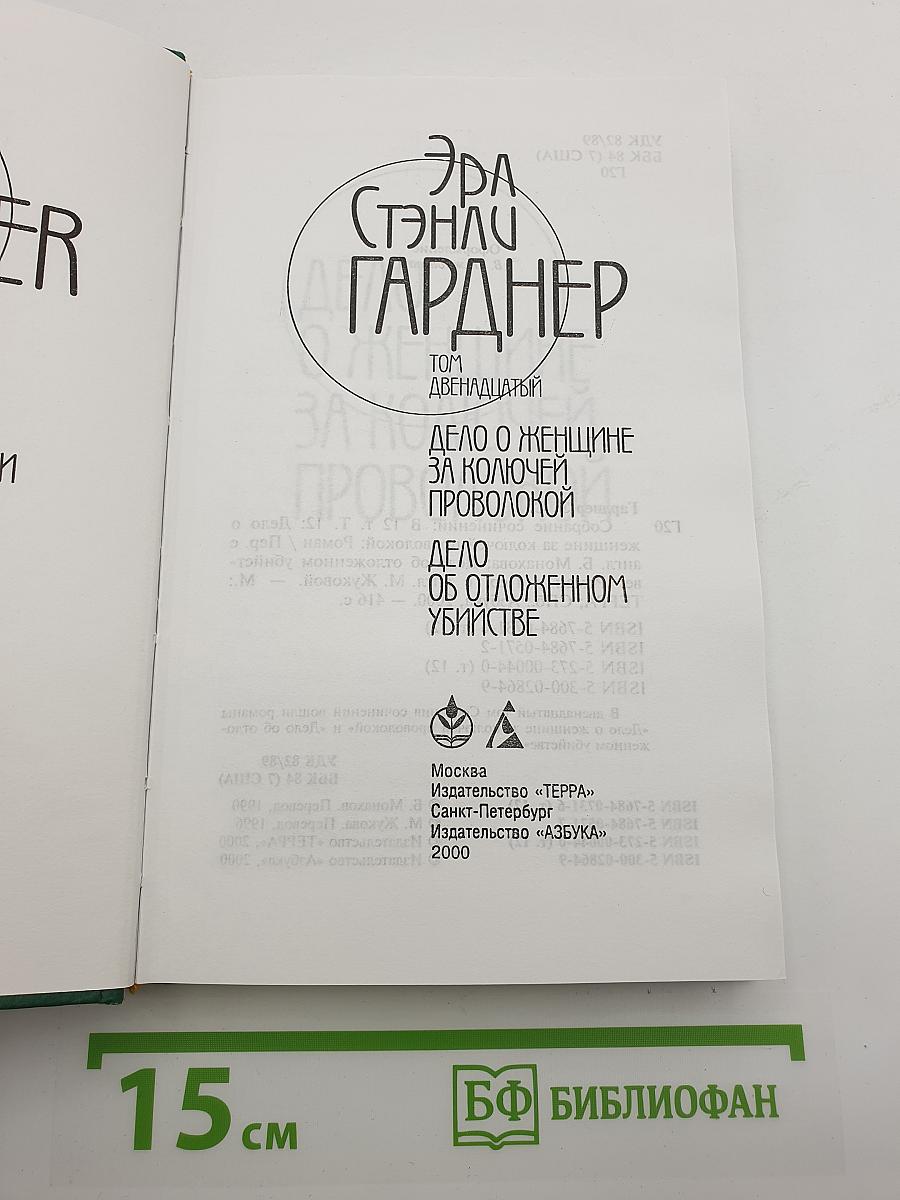 ER
И
Эра
Стэнли
ГАРДНЕР
ТОМ
ДВЕНАДЦАТЫЙ
ДЕЛО О ЖЕНЩИНЕ
ЗА КОЛЮЧЕЙ
ПРОВОЛОКОЙ
ДЕЛО
ОБ ОТЛОЖЕННОМ
УБИЙСТВЕ
Москва
Издательство «ТЕРРА»
Санкт-Петербург
Издательство «АЗБУКА»
2000
15 см
БФ БИБЛИОФАН